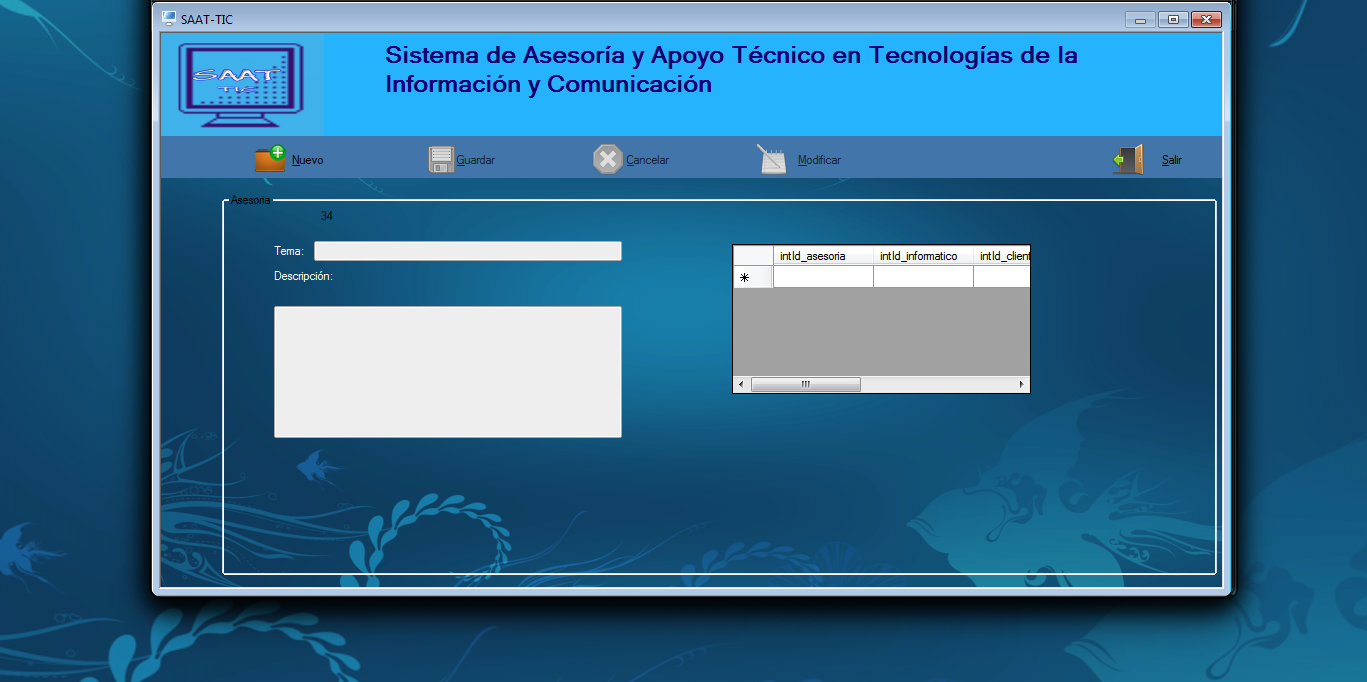 SAAT-TIC
SAAT
TIC
Sistema de Asesoría y Apoyo Técnico en Tecnologías de la
Información y Comunicación
Nuevo
Guardar
Cancelar
Modificar
Salir
Asesoria
34
Tema:
Descripción:
intId_asesoria
intId_informatico
intId_client